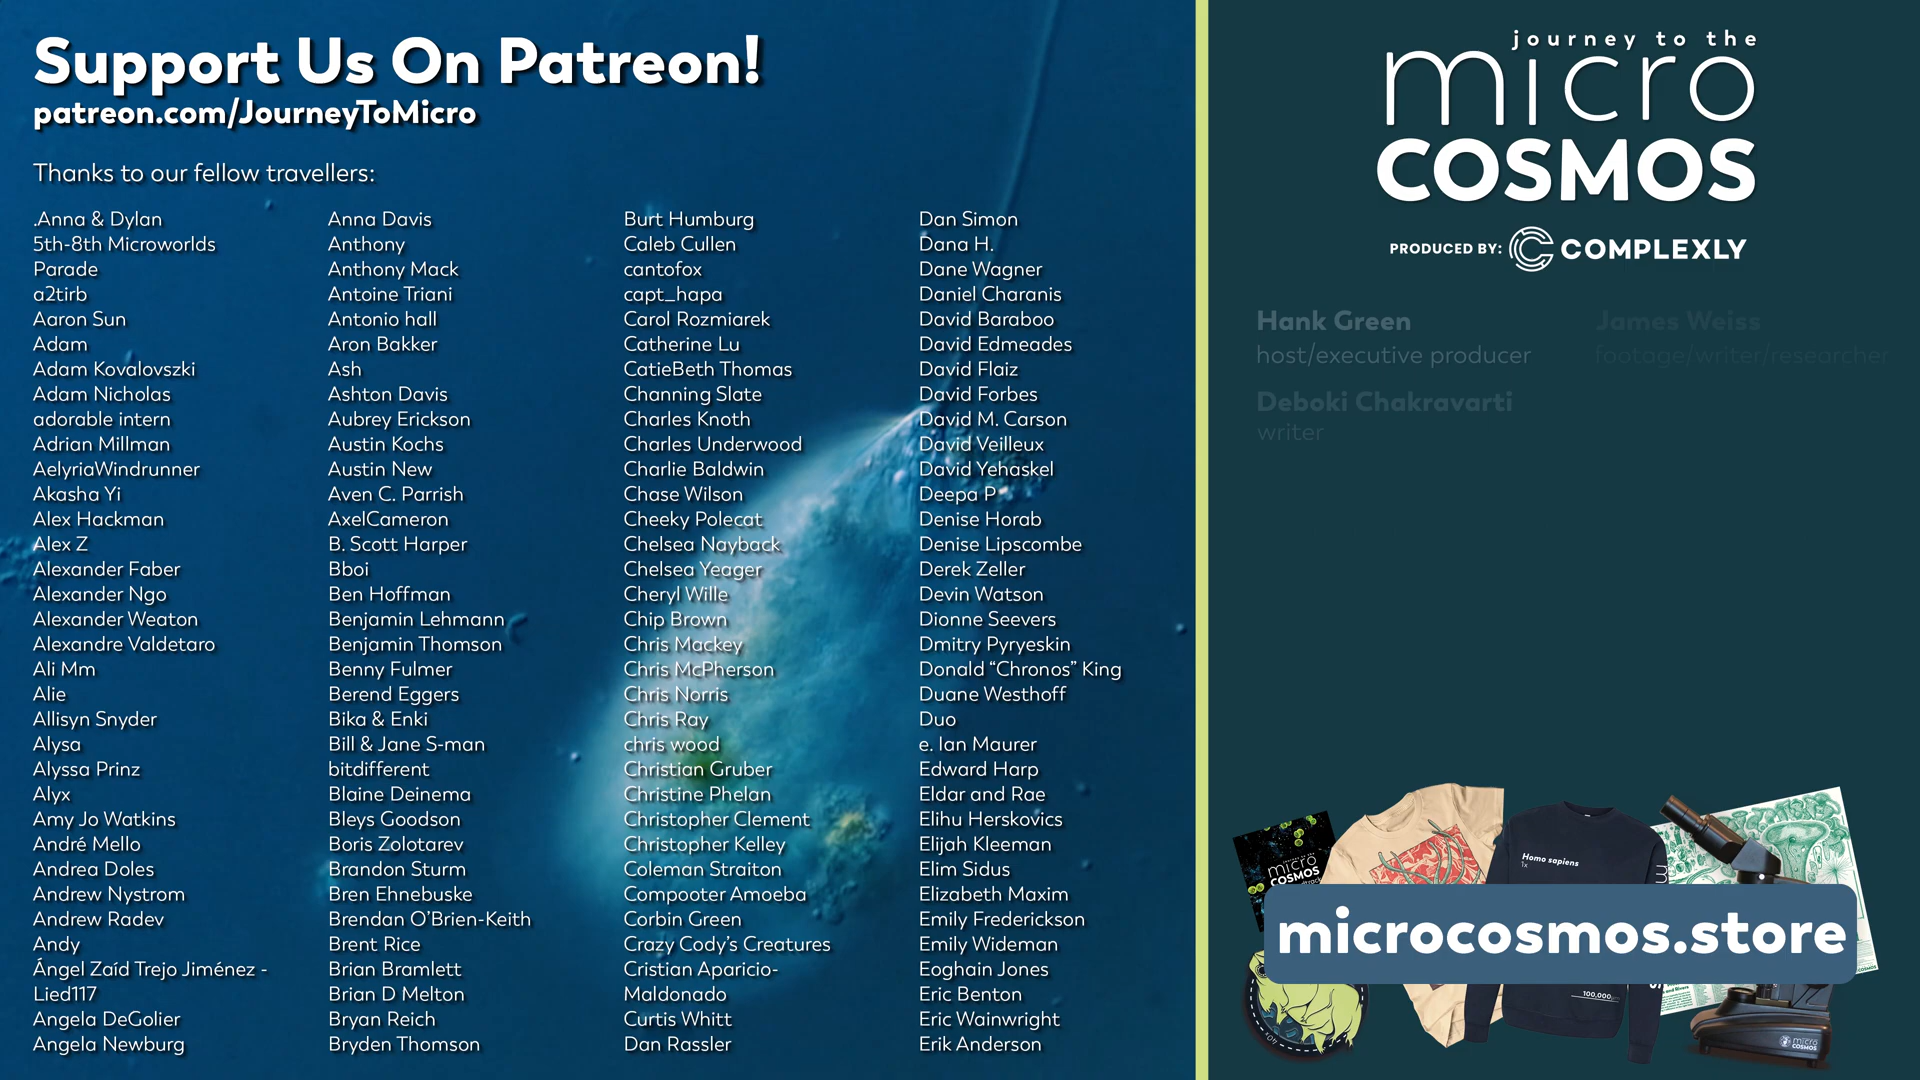 Support Us On Patreon!
patreon.com/JourneyToMicro
Thanks to our fellow travellers:
.Anna & Dylan
5th-8th Microworlds
Parade
a2tirb
Aaron Sun
Adam
Adam Kovalovszki
Adam Nicholas
adorable intern
Adrian Millman
AelyriaWindrunner
Akasha Yi
Alex Hackman
Alex Z
Alexander Faber
Alexander Ngo
Alexander Weaton
Alexandre Valdetaro
Ali Mm
Alie
Allisyn Snyder
Alysa
Alyssa Prinz
Alyx
Amy Jo Watkins
André Mello
Andrea Doles
Andrew Nystrom
Andrew Radev
Andy
Ángel Zaíd Trejo Jiménez -
Lied117
Angela DeGolier
Angela Newburg
Anna Davis
Anthony
Anthony Mack
Antoine Triani
Antonio hall
Aron Bakker
Ash
Ashton Davis
Aubrey Erickson
Austin Kochs
Austin New
Aven C. Parrish
AxelCameron
B. Scott Harper
Bboi
Ben Hoffman
Benjamin Lehmann
Benjamin Thomson
Benny Fulmer
Berend Eggers
Bika & Enki
Bill & Jane S-man
bitdifferent
Blaine Deinema
Bleys Goodson
Boris Zolotarev
Brandon Sturm
Bren Ehnebuske
Brendan O’Brien-Keith
Brent Rice
Brian Bramlett
Brian D Melton
Bryan Reich
Bryden Thomson
Burt Humburg
Caleb Cullen
cantofox
capt_hapa
Carol Rozmiarek
Catherine Lu
CatieBeth Thomas
Channing Slate
Charles Knoth
Charles Underwood
Charlie Baldwin
Chase Wilson
Cheeky Polecat
Chelsea Nayback
Chelsea Yeager
Cheryl Wille
Chip Brown
Chris Mackey
Chris McPherson
Chris Norris
Chris Ray
chris wood
Christian Gruber
Christine Phelan
Christopher Clement
Christopher Kelley
Coleman Straiton
Compooter Amoeba
Corbin Green
Crazy Cody’s Creatures
Cristian Aparicio-
Maldonado
Curtis Whitt
Dan Rassler
Dan Simon
Dana H.
Dane Wagner
Daniel Charanis
David Baraboo
David Edmeades
David Flaiz
David Forbes
David M. Carson
David Veilleux
David Yehaskel
Deepa P
Denise Horab
Denise Lipscombe
Derek Zeller
Devin Watson
Dionne Seevers
Dmitry Pyryeskin
Donald “Chronos” King
Duane Westhoff
Duo
e. Ian Maurer
Edward Harp
Eldar and Rae
Elihu Herskovics
Elijah Kleeman
Elim Sidus
Elizabeth Maxim
Emily Frederickson
Emily Wideman
Eoghain Jones
Eric Benton
Eric Wainwright
Erik Anderson
journey to the
micro
COSMOS
PRODUCED BY: COMPLEXLY
Hank Green
host/executive producer
James Weiss
footage/writer/researcher
Deboki Chakravarti
writer
micro
COSMOS
Homo sapiens
1x
microcosmos.store
100,000
micro
COSMOS